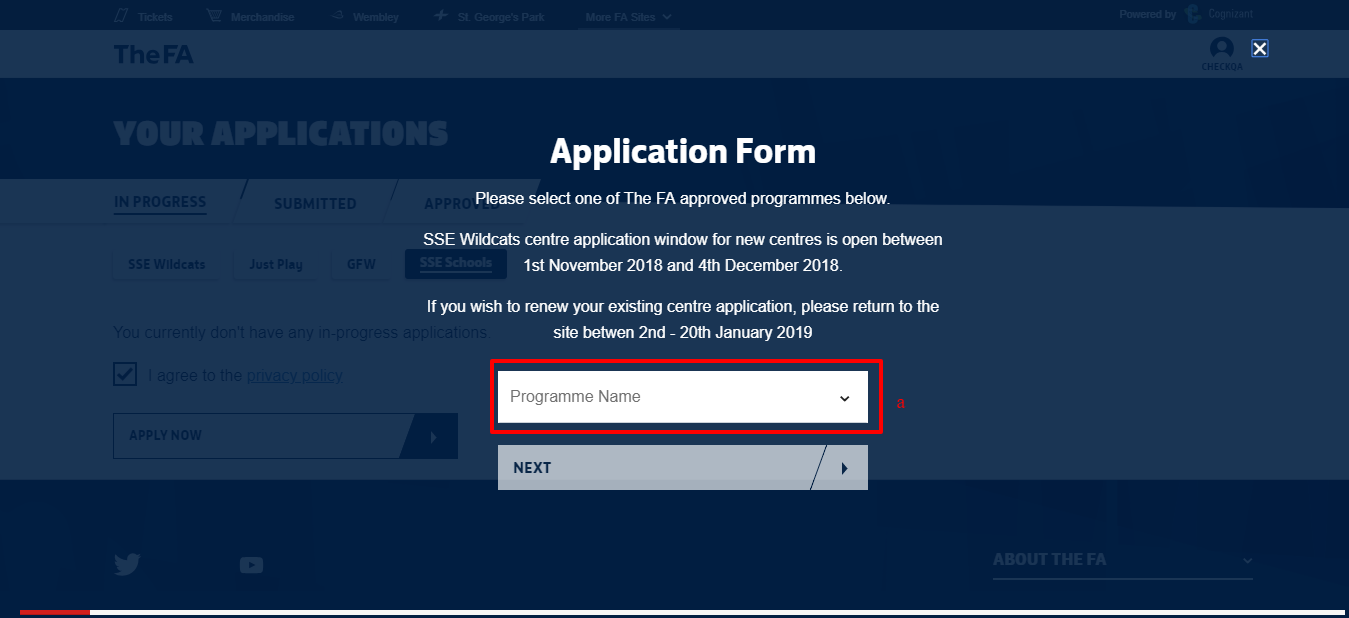 Tickets
Merchandise
Wembley
St. George's Park
More FA Sites
Powered by
Cognizant
TheFA
CHECKQA
YOUR APPLICATIONS
Application Form
IN PROGRESS
SUBMITTED
APPROVED
Please select one of The FA approved programmes below.
SSE Wildcats centre application window for new centres is open between
1st November 2018 and 4th December 2018.
SSE Wildcats
Just Play
GFW
SSE Schools
If you wish to renew your existing centre application, please return to the
site betwen 2nd - 20th January 2019
You currently don't have any in-progress applications.
I agree to the privacy policy
Programme Name
a
APPLY NOW
NEXT
ABOUT THE FA